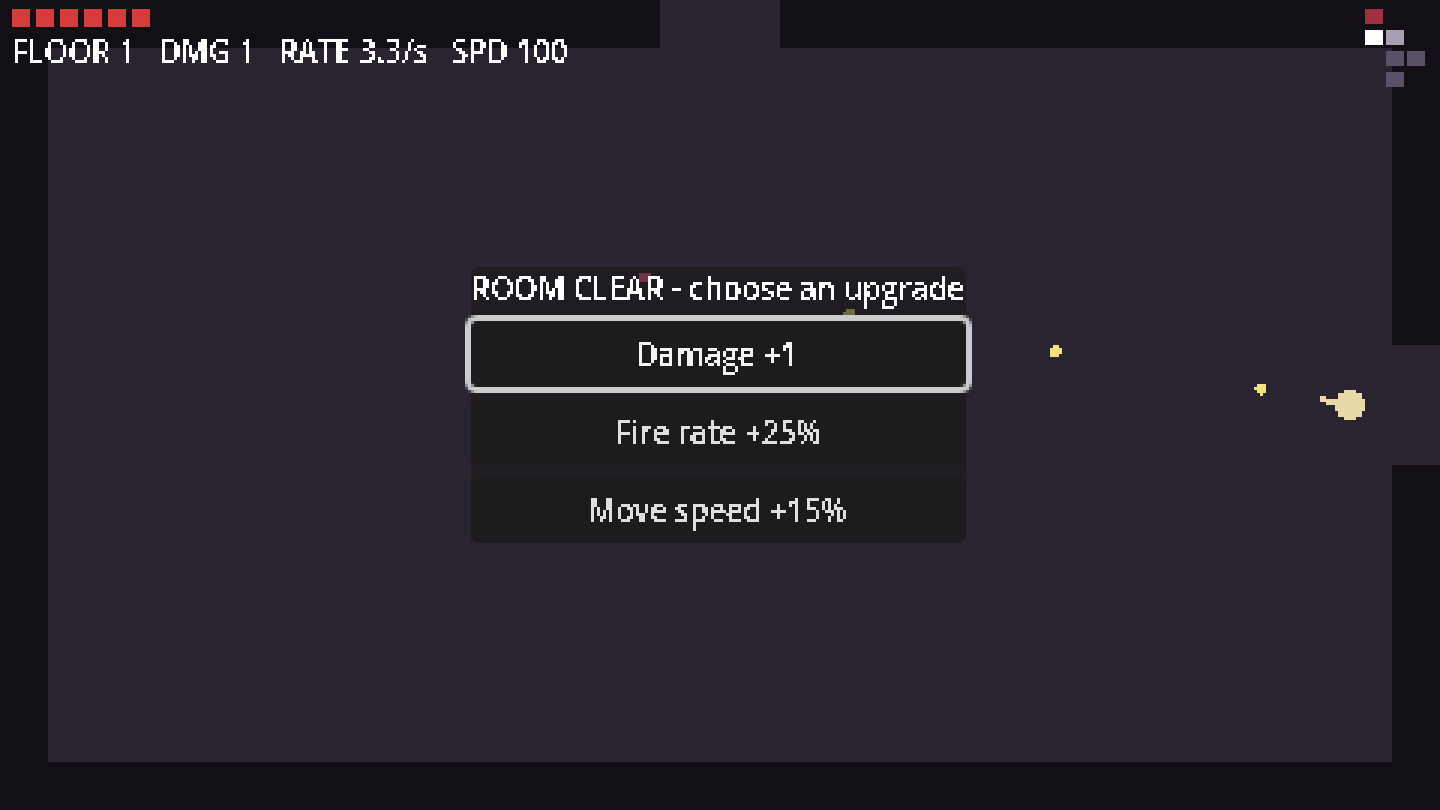 FLOOR 1 DMG 1 RATE 3.3/s SPD 100
ROOM CLEAR - choose an upgrade
Damage +1
Fire rate +25%
Move speed +15%